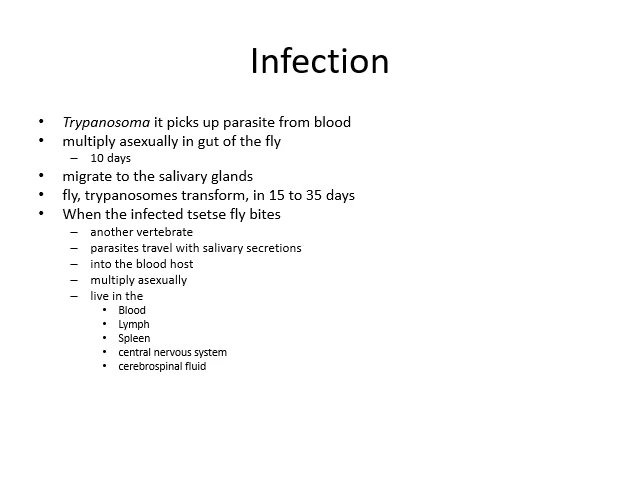 Infection
• Trypanosoma it picks up parasite from blood
• multiply asexually in gut of the fly
– 10 days
• migrate to the salivary glands
• fly, trypanosomes transform, in 15 to 35 days
• When the infected tsetse fly bites
– another vertebrate
– parasites travel with salivary secretions
– into the blood host
– multiply asexually
– live in the
• Blood
• Lymph
• Spleen
• central nervous system
• cerebrospinal fluid